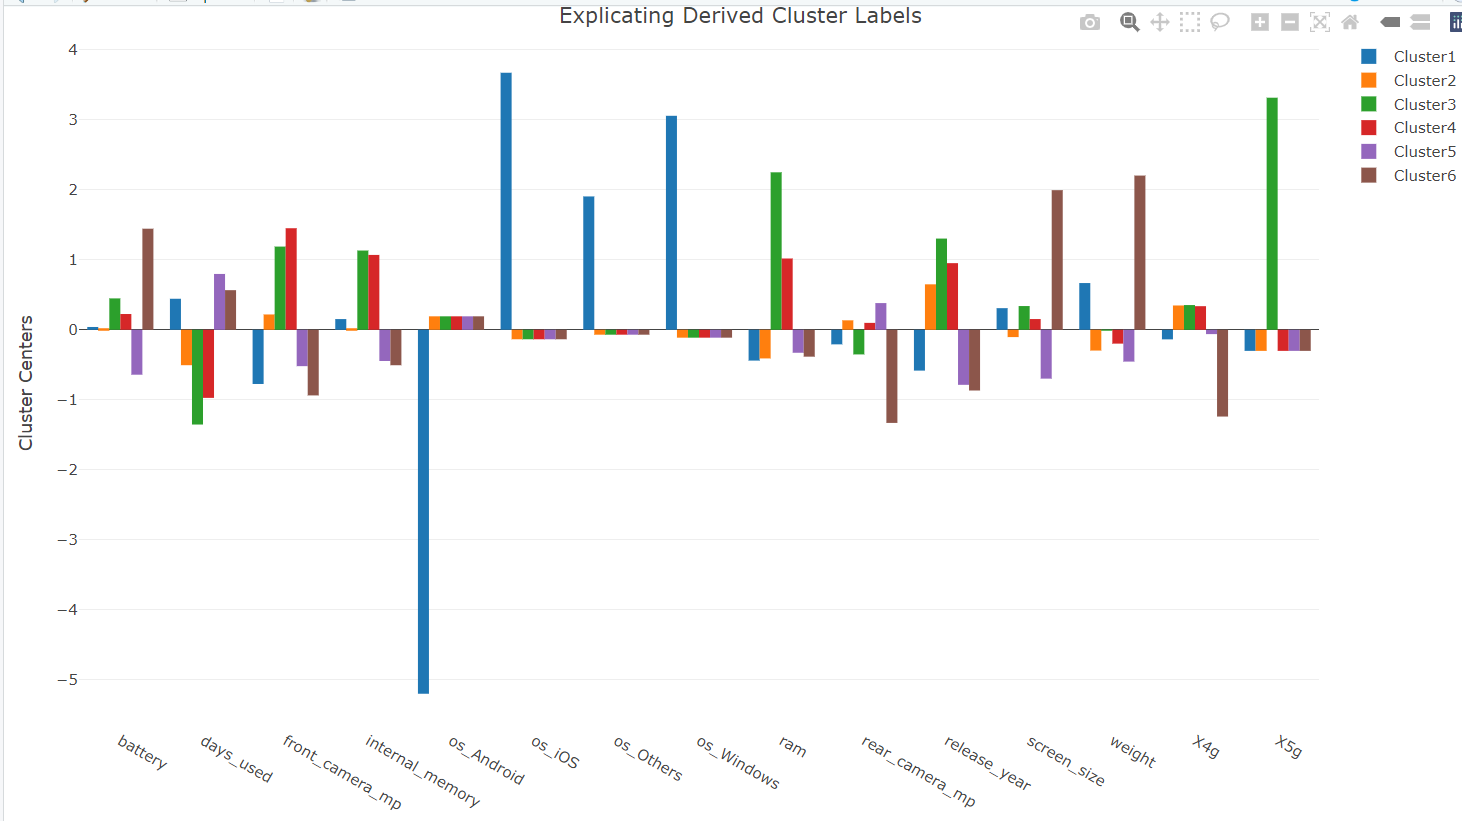 Explicating Derived Cluster Labels
Cluster1
Cluster2
Cluster3
Cluster4
Cluster5
Cluster6
4
3
2
1
0
−1
−2
−3
−4
−5
Cluster Centers
battery
days_used
front_camera_mp
internal_memory
os_Android
os_iOS
os_Others
os_Windows
ram
rear_camera_mp
release_year
screen_size
weight
X4g
X5g